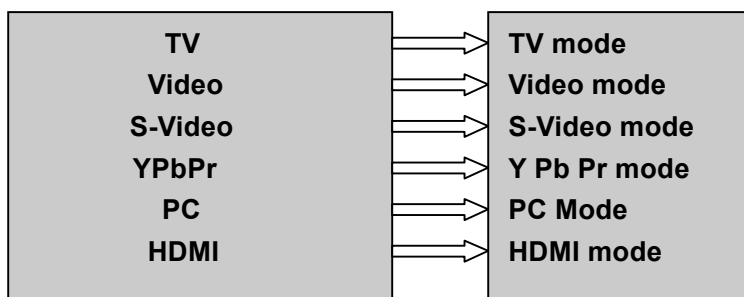 TV TV mode
Video Video mode
S-Video S-Video mode
YPbPr Y Pb Pr mode
PC PC Mode
HDMI HDMI mode